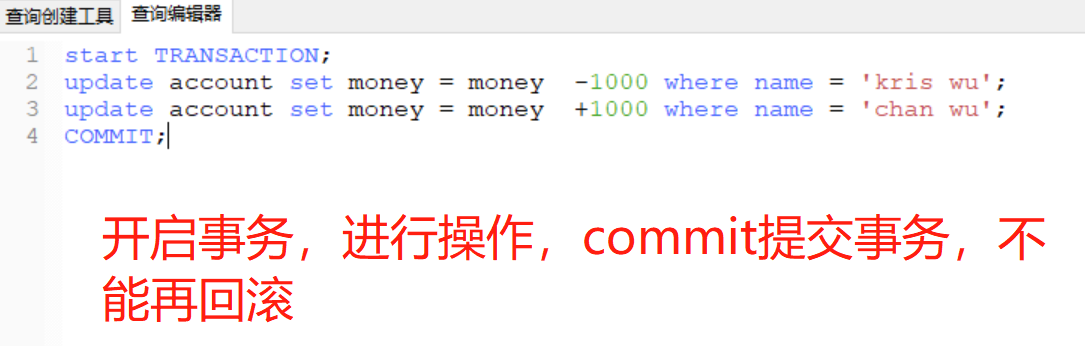 查询创建工具 查询编辑器
1 start TRANSACTION;
2 update account set money = money  -1000 where name = 'kris wu';
3 update account set money = money  +1000 where name = 'chan wu';
4 COMMIT;
开启事务，进行操作，commit提交事务，不
能再回滚